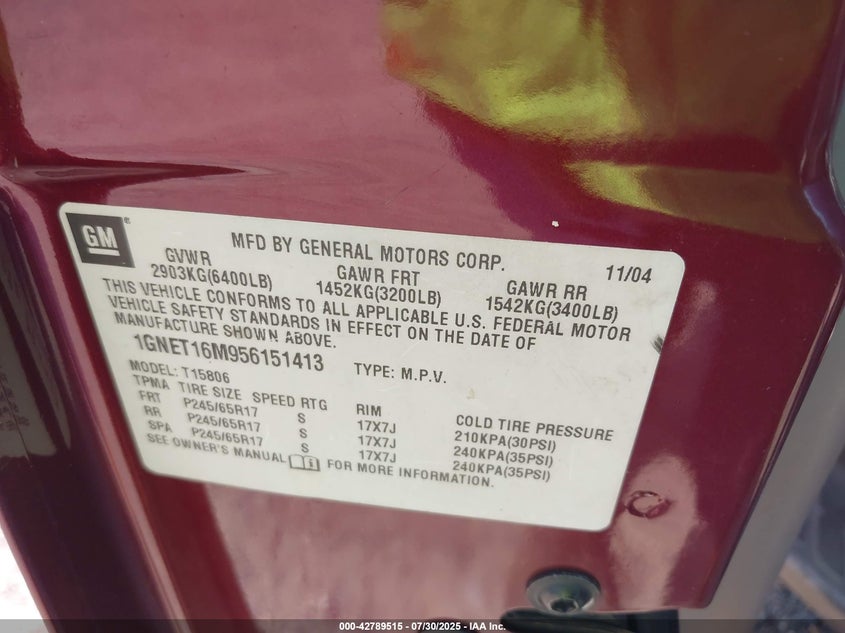 GM ®
MFD BY GENERAL MOTORS CORP. 11/04
GVWR GAWR FRT GAWR RR
2903KG(6400LB) 1452KG(3200LB) 1542KG(3400LB)
THIS VEHICLE CONFORMS TO ALL APPLICABLE U.S. FEDERAL MOTOR
VEHICLE SAFETY STANDARDS IN EFFECT ON THE DATE OF
MANUFACTURE SHOWN ABOVE.
1GNET16M956151413 TYPE: M.P.V.
MODEL: T15806
TPMA TIRE SIZE SPEED RTG RIM COLD TIRE PRESSURE
FRT P245/65R17 S 17X7J 210KPA(30PSI)
RR P245/65R17 S 17X7J 240KPA(35PSI)
SPA P245/65R17 S 17X7J 240KPA(35PSI)
SEE OWNER'S MANUAL FOR MORE INFORMATION.
000-42789515 - 07/30/2025 - IAA Inc.